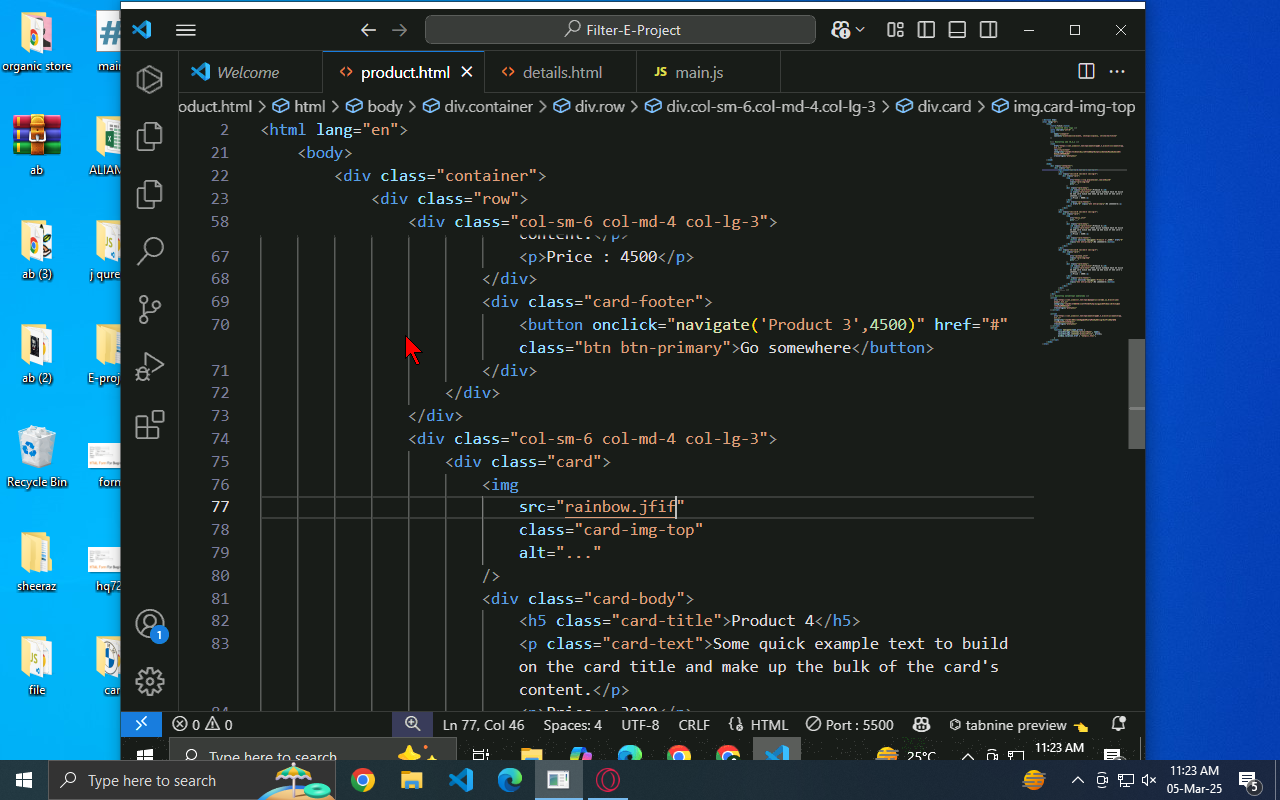 organic store
ab
ALIAM
ab (3)
j qure
ab (2)
E-proj
Recycle Bin
forn
sheeraz
hq72
file
car
Filter-E-Project
Welcome
product.html
details.html
JS main.js
oduct.html > html > body > div.container > div.row > div.col-sm-6.col-md-4.col-lg-3 > div.card > img.card-img-top
2 <html lang="en">
21 <body>
22 <div class="container">
23 <div class="row">
58 <div class="col-sm-6 col-md-4 col-lg-3">
content.</p>
67 <p>Price : 4500</p>
68 </div>
69 <div class="card-footer">
70 <button onclick="navigate('Product 3',4500)" href="#"
class="btn btn-primary">Go somewhere</button>
71 </div>
72 </div>
73 </div>
74 <div class="col-sm-6 col-md-4 col-lg-3">
75 <div class="card">
76 <img
77 src="rainbow.jfif"
78 class="card-img-top"
79 alt="..."
80 />
81 <div class="card-body">
82 <h5 class="card-title">Product 4</h5>
83 <p class="card-text">Some quick example text to build
on the card title and make up the bulk of the card's
content.</p>
1
0 0 Ln 77, Col 46 Spaces: 4 UTF-8 CRLF HTML Port : 5500 tabnine preview
Type here to search
25°C
11:23 AM
Type here to search
11:23 AM
05-Mar-25
5